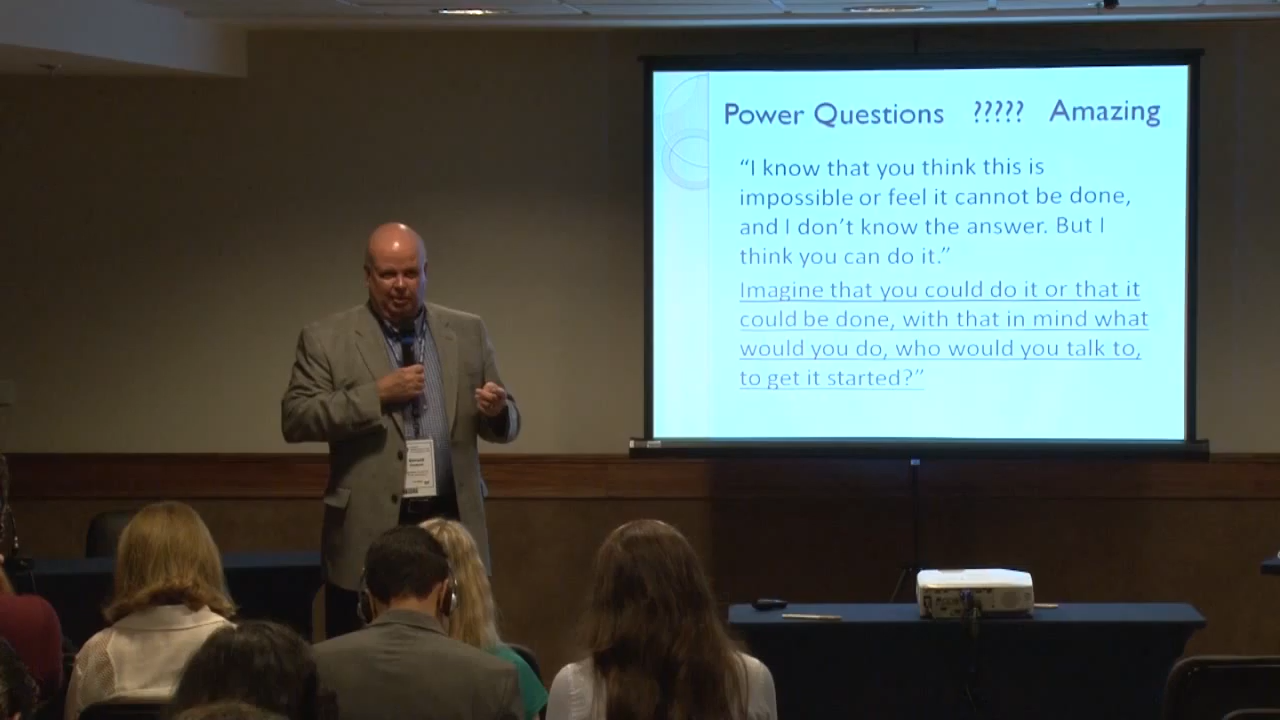 Power Questions ????? Amazing
“I know that you think this is
impossible or feel it cannot be done,
and I don’t know the answer. But I
think you can do it.”
Imagine that you could do it or that it
could be done, with that in mind what
would you do, who would you talk to,
to get it started?”